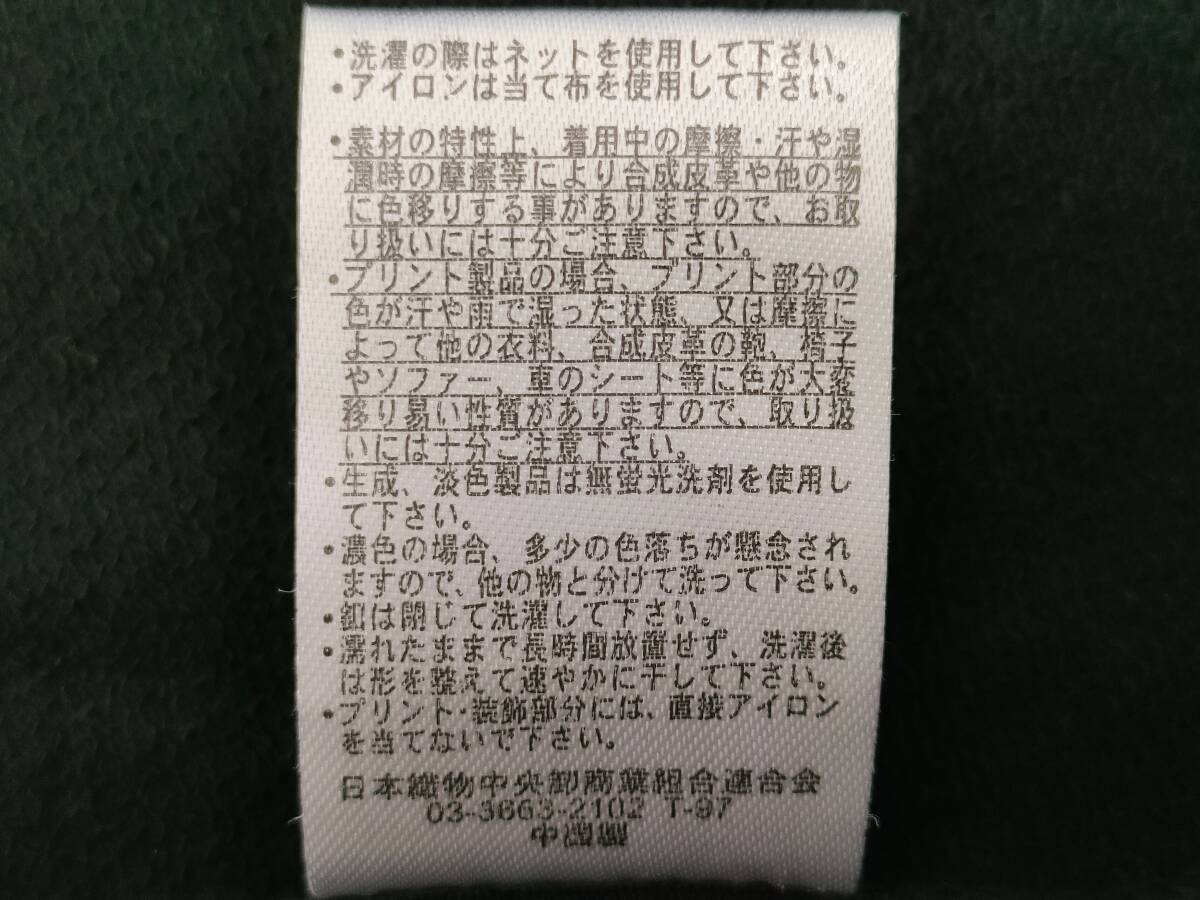 ・洗濯の際はネットを使用して下さい。
・アイロンは当て布を使用して下さい。
・素材の特性上、着用中の摩擦・汗や湿
潤時の摩擦等により合成皮革や他の物
に色移りする事がありますので、お取
り扱いには十分ご注意下さい。
・プリント製品の場合、プリント部分の
色が汗や雨で湿った状態、又は摩擦に
よって他の衣料、合成皮革の鞄、椅子
やソファー、車のシート等に色が大変
移り易い性質がありますので、取り扱
いには十分ご注意下さい。
・生成、淡色製品は無蛍光洗剤を使用し
て下さい。
・濃色の場合、多少の色落ちが懸念され
ますので、他の物と分けて洗って下さい。
・釦は閉じて洗濯して下さい。
・濡れたままで長時間放置せず、洗濯後
は形を整えて速やかに干して下さい。
・プリント・装飾部分には、直接アイロン
を当てないで下さい。
日本織物中央卸商業組合連合会
03-3663-2102 T-97
中国製